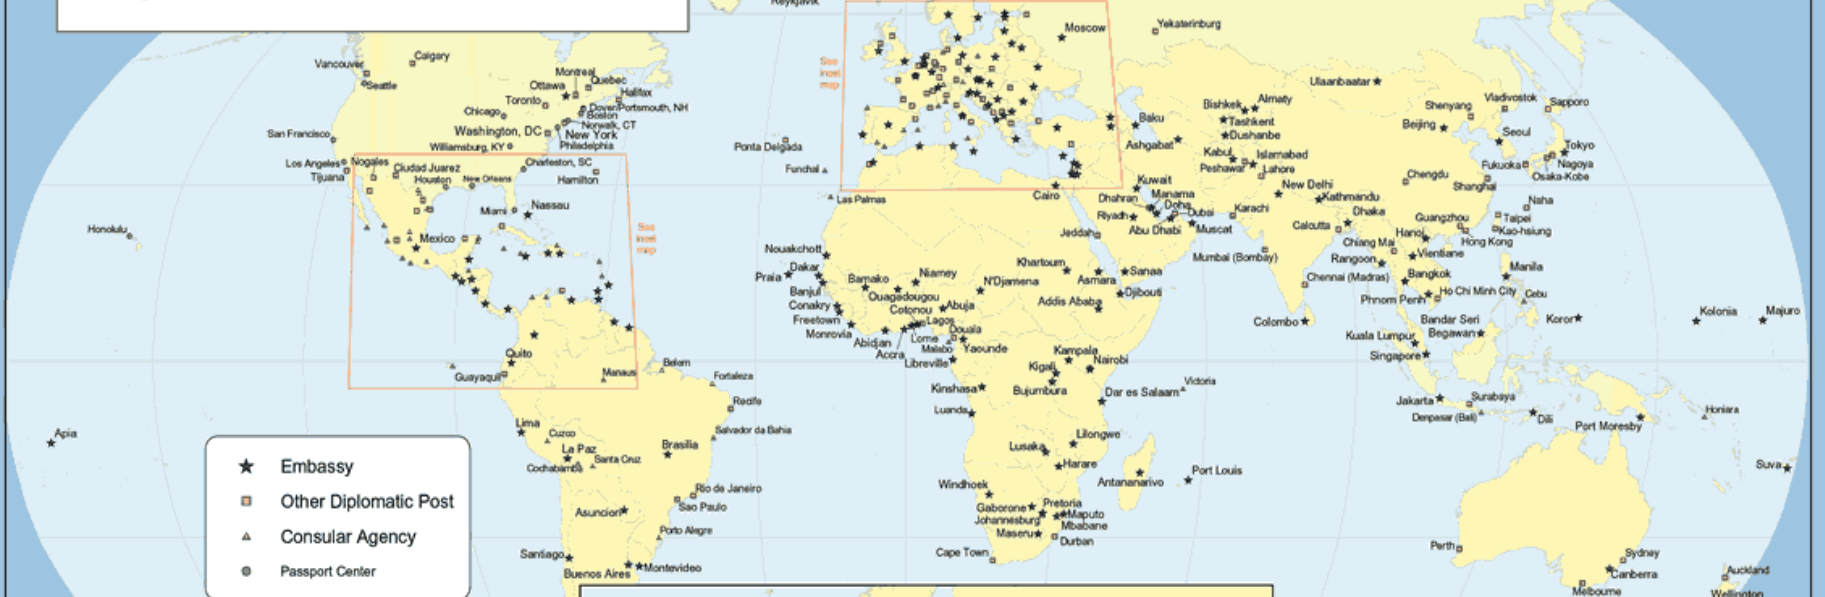 Reykjavik
Yekaterinburg
Moscow
Calgary
Vancouver
Seattle
Montreal
Quebec
Ottawa
Halifax
Toronto
Dover/Portsmouth, NH
Chicago
Boston
Norwalk, CT
Washington, DC
New York
San Francisco
Williamsburg, KY
Philadelphia
Los Angeles
Nogales
Tijuana
Ciudad Juarez
Charleston, SC
Houston
New Orleans
Hamilton
Miami
Nassau
Honolulu
Mexico
See
inset
map
See
inset
map
Ponta Delgada
Funchal
Las Palmas
Ulaanbaatar
Bishkek
Almaty
Tashkent
Dushanbe
Baku
Ashgabat
Kabul
Islamabad
Peshawar
Lahore
Shenyang
Vladivostok
Sapporo
Beijing
Seoul
Tokyo
Fukuoka
Nagoya
Osaka-Kobe
Chengdu
Shanghai
Kuwait
Cairo
Dhahran
Manama
Doha
Dubai
Riyadh
Abu Dhabi
Muscat
Jeddah
Karachi
New Delhi
Kathmandu
Dhaka
Calcutta
Naha
Guangzhou
Taipei
Kao-hsiung
Hanoi
Hong Kong
Chiang Mai
Vientiane
Mumbai (Bombay)
Rangoon
Manila
Chennai (Madras)
Bangkok
Phnom Penh
Ho Chi Minh City
Cebu
Colombo
Bandar Seri
Begawan
Koror
Kolonia
Majuro
Kuala Lumpur
Singapore
Nouakchott
Dakar
Praia
Banjul
Conakry
Freetown
Monrovia
Bamako
Niamey
Ouagadougou
N'Djamena
Khartoum
Asmara
Sanaa
Djibouti
Addis Ababa
Cotonou
Abuja
Lagos
Lome
Douala
Abidjan
Accra
Malabo
Yaounde
Libreville
Kampala
Nairobi
Kigali
Bujumbura
Kinshasa
Dar es Salaam
Victoria
Luanda
Quito
Guayaquil
Manaus
Belem
Fortaleza
Recife
Salvador da Bahia
Lima
Cuzco
La Paz
Santa Cruz
Cochabamba
Brasilia
Rio de Janeiro
Sao Paulo
Asuncion
Porto Alegre
Santiago
Buenos Aires
Montevideo
Lilongwe
Lusaka
Harare
Antananarivo
Port Louis
Windhoek
Gaborone
Pretoria
Johannesburg
Maputo
Mbabane
Maseru
Durban
Cape Town
Jakarta
Surabaya
Denpasar (Bali)
Dili
Port Moresby
Honiara
Suva
Apia
Perth
Sydney
Canberra
Melbourne
Auckland
Wellington
Embassy
Other Diplomatic Post
Consular Agency
Passport Center